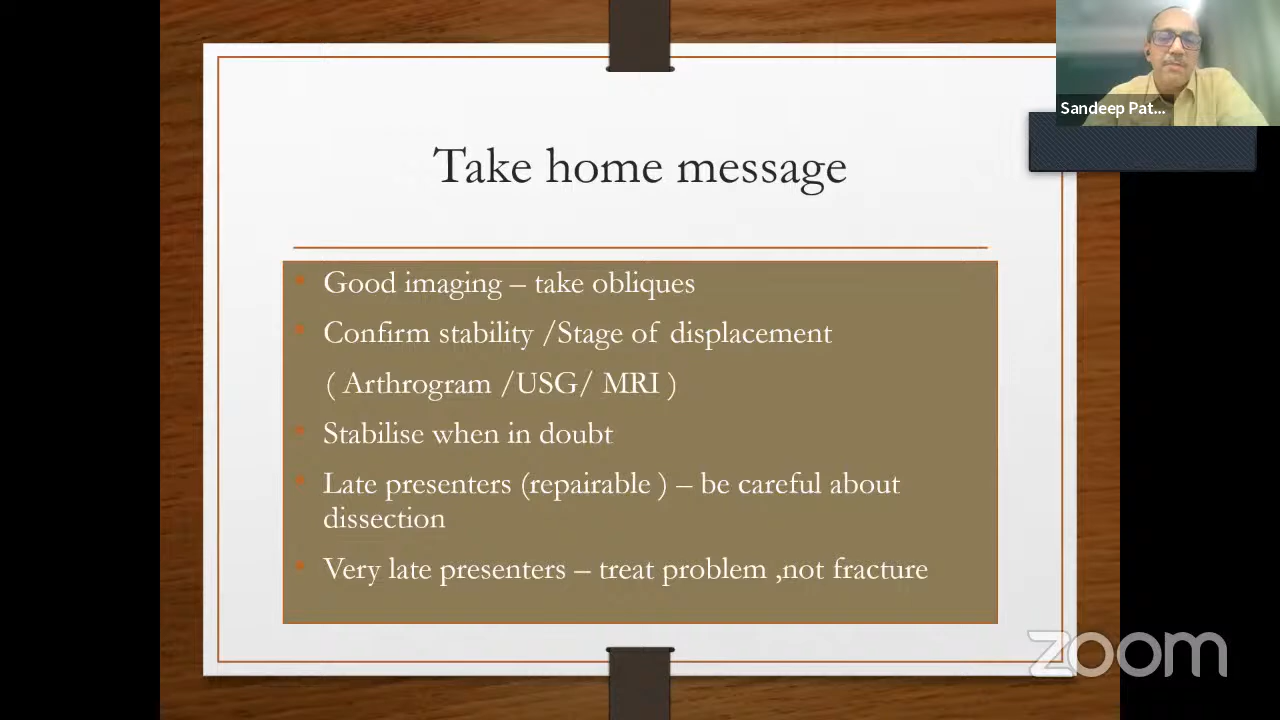 Sandeep Pat...
Take home message
• Good imaging – take obliques
• Confirm stability /Stage of displacement
( Arthrogram /USG/ MRI )
• Stabilise when in doubt
• Late presenters (repairable ) – be careful about
dissection
• Very late presenters – treat problem ,not fracture
zoom